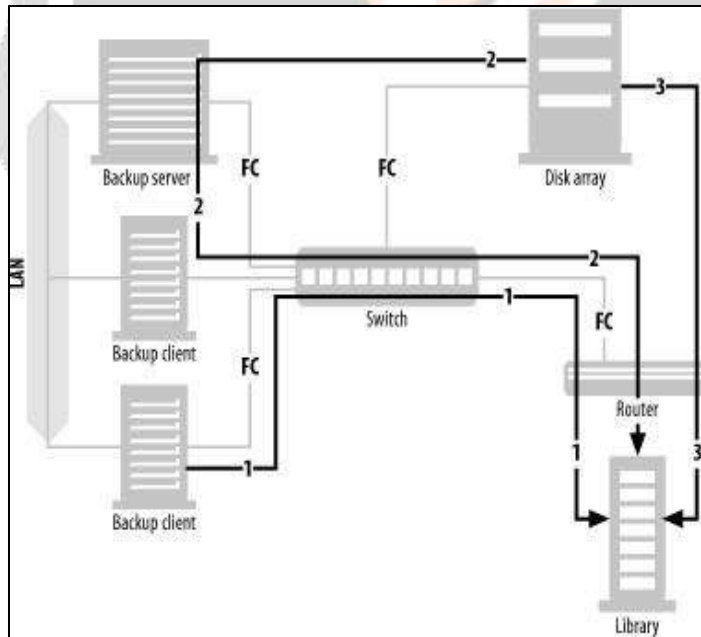 2
3
Backup server
FC
FC
Disk array
2
LAN
2
Backup client
Switch
1
FC
FC
Router
1
1
3
Backup client
Library